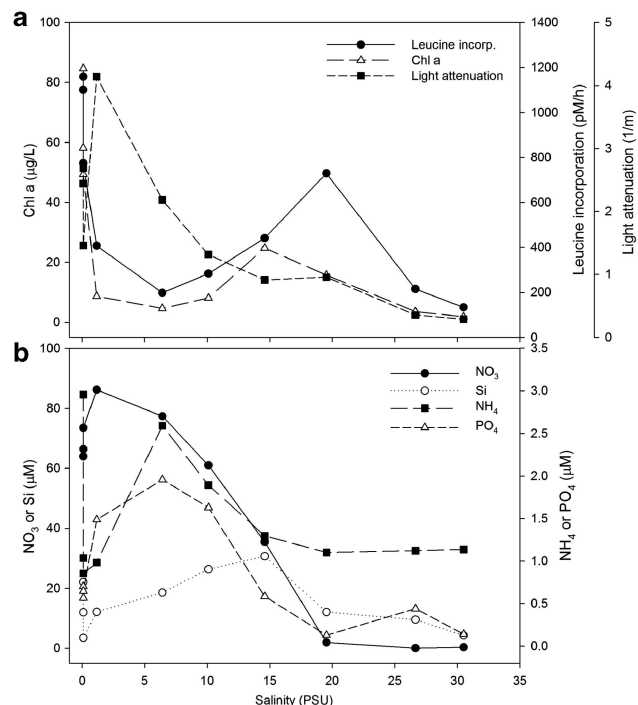 a
Leucine incorp.
Chl a
Light attenuation
Chl a (µg/L)
100
80
60
40
20
0
1400
1200
1000
800
600
400
200
0
Leucine incorporation (pM/h)
5
4
3
2
1
0
Light attenuation (1/m)
b
NO3
Si
NH4
PO4
NO3 or Si (µM)
100
80
60
40
20
0
3.5
3.0
2.5
2.0
1.5
1.0
0.5
0.0
NH4 or PO4 (µM)
0 5 10 15 20 25 30 35
Salinity (PSU)